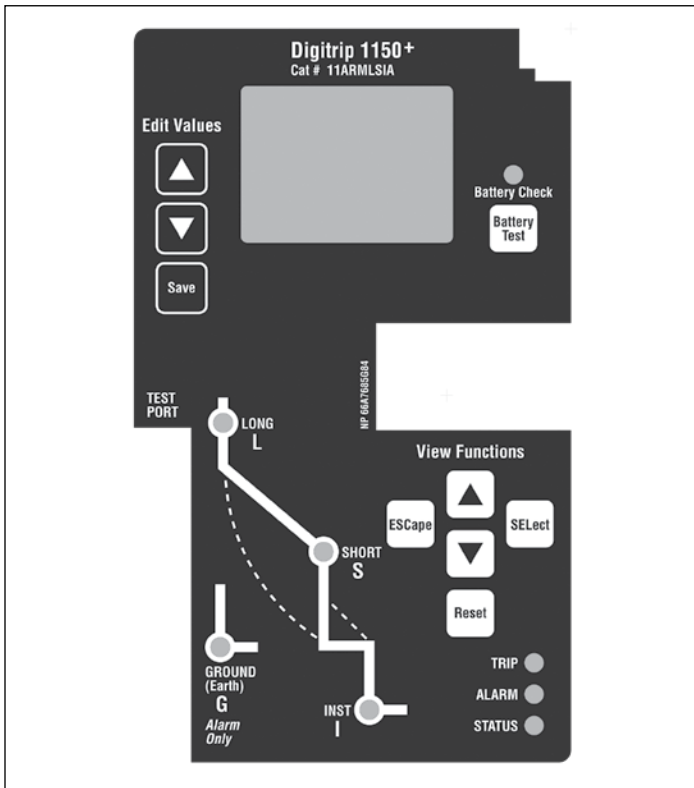 Digitrip 1150+
Cat # 11ARMLSIA
Edit Values
Battery Check
Battery
Test
Save
NP 66A7685G84
TEST
PORT
LONG
L
View Functions
ESCape
SELect
SHORT
S
Reset
GROUND
(Earth)
G
Alarm
Only
INST
I
TRIP
ALARM
STATUS